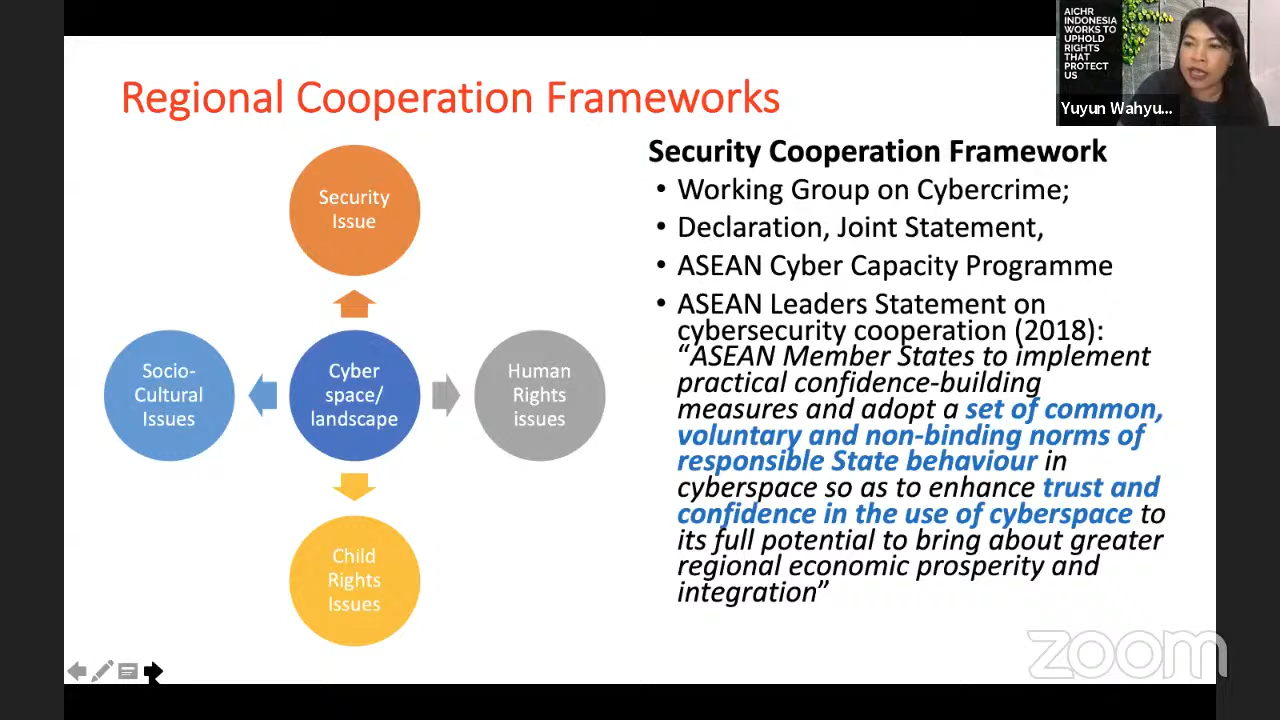 AICHR
INDONESIA
WORKS TO
UPHOLD
RIGHTS
THAT
PROTECT
US
Yuyun Wahyu...
Regional Cooperation Frameworks
Security
Issue
Socio-
Cultural
Issues
Cyber
space/
landscape
Human
Rights
issues
Child
Rights
Issues
Security Cooperation Framework
• Working Group on Cybercrime;
• Declaration, Joint Statement,
• ASEAN Cyber Capacity Programme
• ASEAN Leaders Statement on
cybersecurity cooperation (2018):
“ASEAN Member States to implement
practical confidence-building
measures and adopt a set of common,
voluntary and non-binding norms of
responsible State behaviour in
cyberspace so as to enhance trust and
confidence in the use of cyberspace to
its full potential to bring about greater
regional economic prosperity and
integration”
zoom